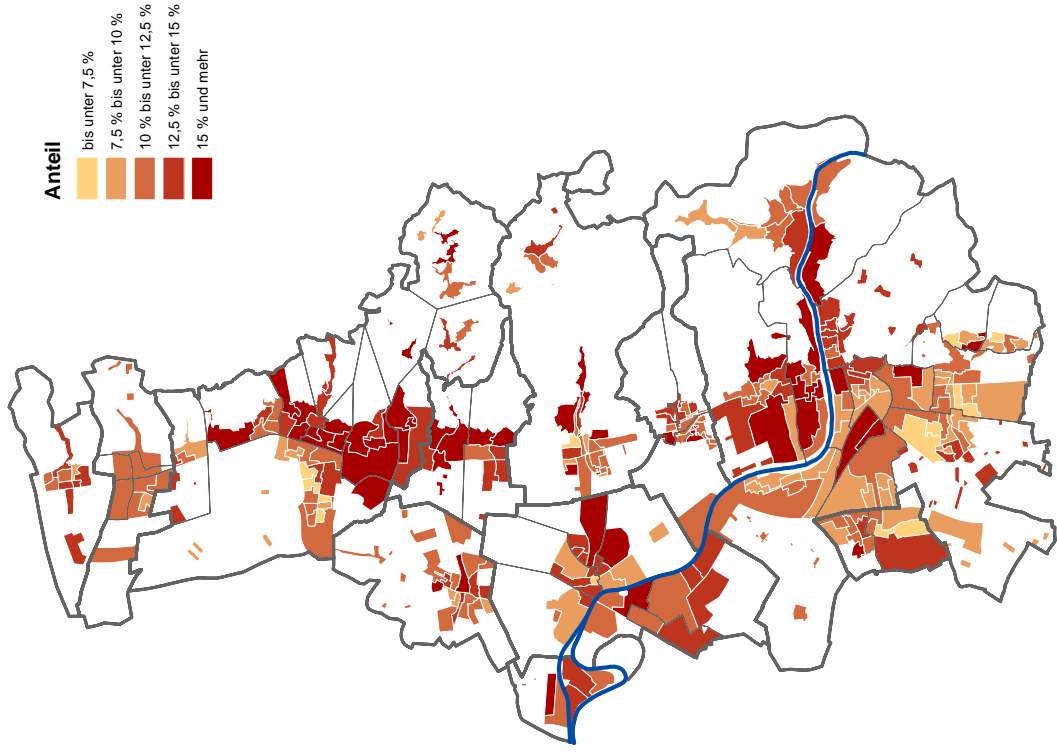 Anteil
bis unter 7,5 %
7,5 % bis unter 10 %
10 % bis unter 12,5 %
12,5 % bis unter 15 %
15 % und mehr